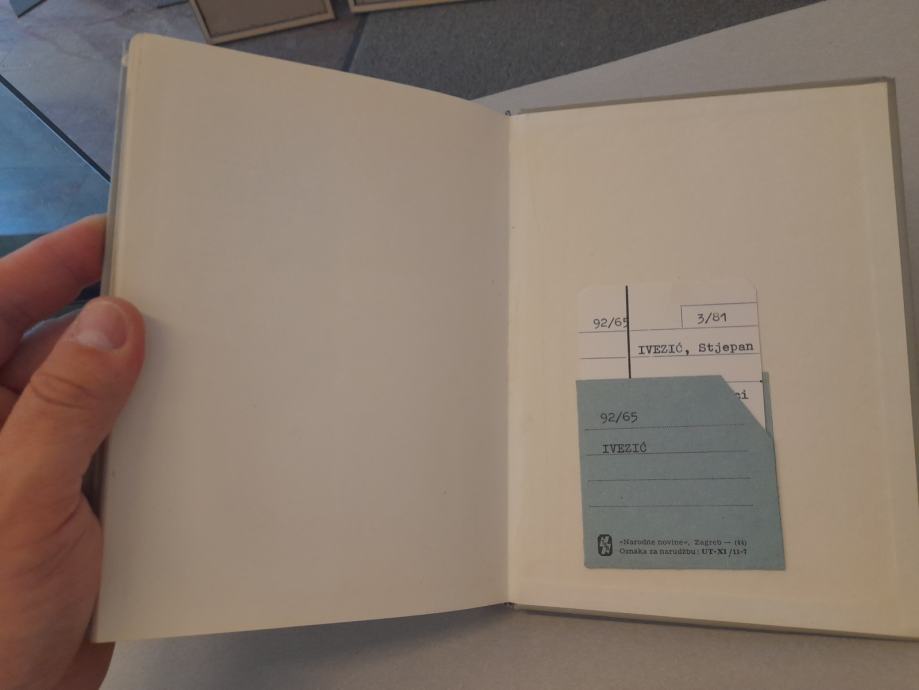 92/65 3/81
IVEZIĆ, Stjepan
ci
92/65
IVEZIĆ
»Narodne novine«, Zagreb — (44)
Oznaka za narudžbu: UT-XI/11-7